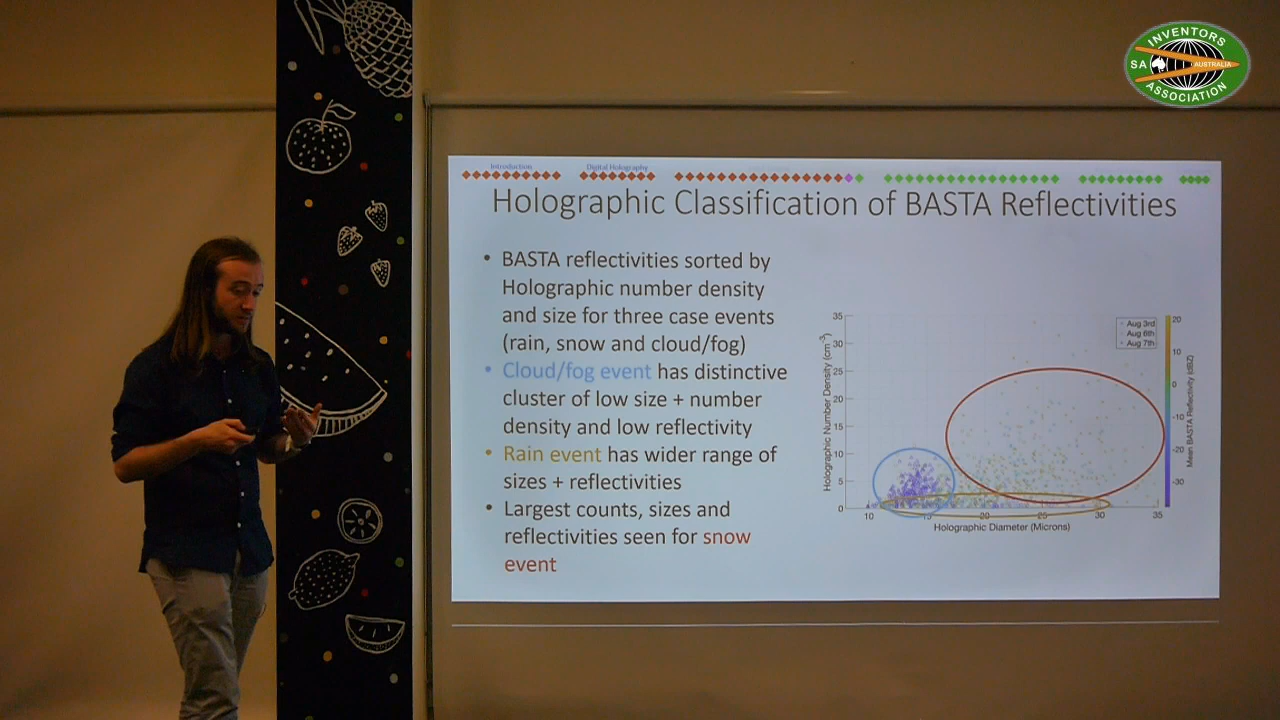 INVENTORS
SA AUSTRALIA
ASSOCIATION
Introduction
Digital Holography
Holographic Classification of BASTA Reflectivities
• BASTA reflectivities sorted by
Holographic number density
and size for three case events
(rain, snow and cloud/fog)
• Cloud/fog event has distinctive
cluster of low size + number
density and low reflectivity
• Rain event has wider range of
sizes + reflectivities
• Largest counts, sizes and
reflectivities seen for snow
event
Holographic Number Density (cm⁻³)
35
30
25
20
15
10
5
0
10
15
20
25
30
35
Holographic Diameter (Microns)
Aug 3rd
Aug 6th
Aug 7th
20
10
0
-10
-20
-30
Mean BASTA Reflectivity (dBZ)